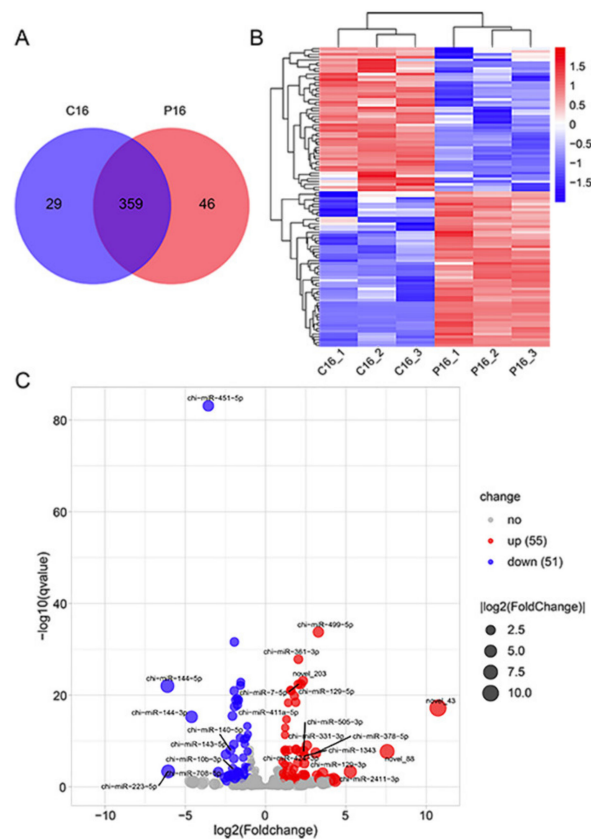 A
C16
P16
29
359
46
B
1.5
1
0.5
0
−0.5
−1
−1.5
C16_1
C16_2
C16_3
P16_1
P16_2
P16_3
C
chi-miR-451-5p
chi-miR-499-5p
chi-miR-361-3p
novel_203
chi-miR-144-5p
chi-miR-7-5p
chi-miR-129-5p
chi-miR-144-3p
chi-miR-411a-5p
novel_43
chi-miR-505-3p
chi-miR-140-5p
chi-miR-331-3p
chi-miR-378-5p
chi-miR-143-5p
chi-miR-1343
chi-miR-10b-3p
novel_88
chi-miR-129-3p
chi-miR-708-5p
chi-miR-2411-3p
chi-miR-223-5p
80
60
40
20
0
−log10(qvalue)
−10
−5
0
5
10
log2(Foldchange)
change
no
up (55)
down (51)
|log2(FoldChange)|
2.5
5.0
7.5
10.0